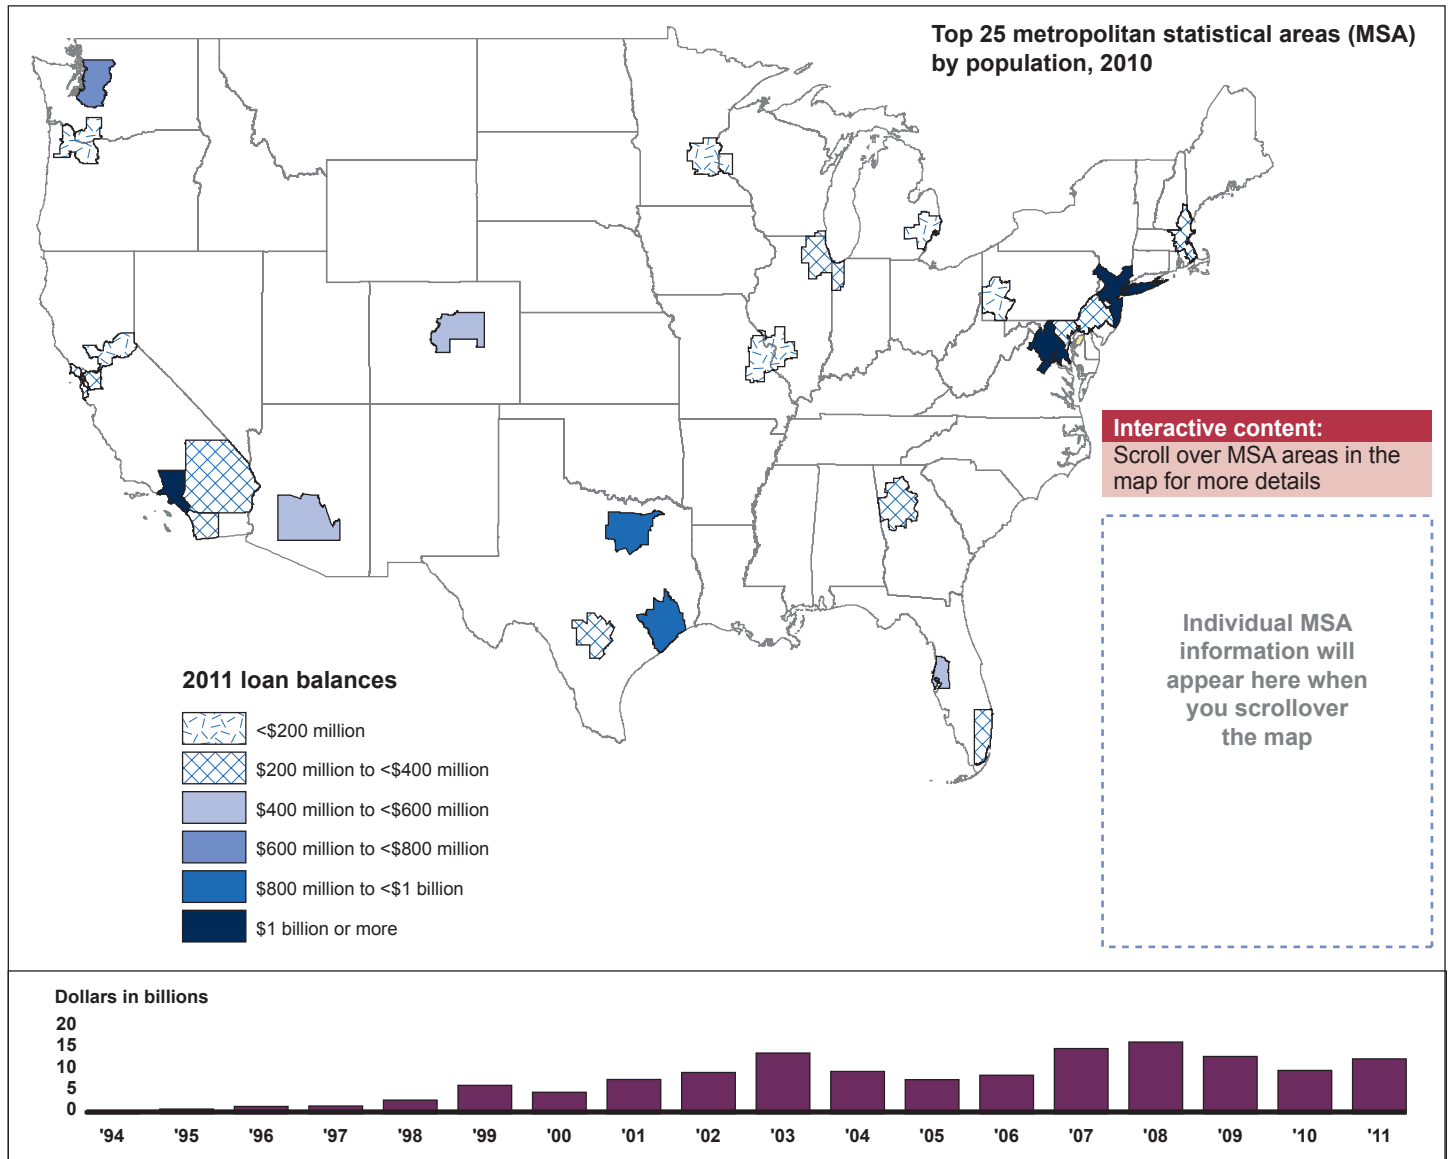 Top 25 metropolitan statistical areas (MSA)
by population, 2010
Interactive content:
Scroll over MSA areas in the
map for more details
Individual MSA
information will
appear here when
you scrollover
the map
2011 loan balances
<$200 million
$200 million to <$400 million
$400 million to <$600 million
$600 million to <$800 million
$800 million to <$1 billion
$1 billion or more
Dollars in billions
20
15
10
5
0
'94 '95 '96 '97 '98 '99 '00 '01 '02 '03 '04 '05 '06 '07 '08 '09 '10 '11